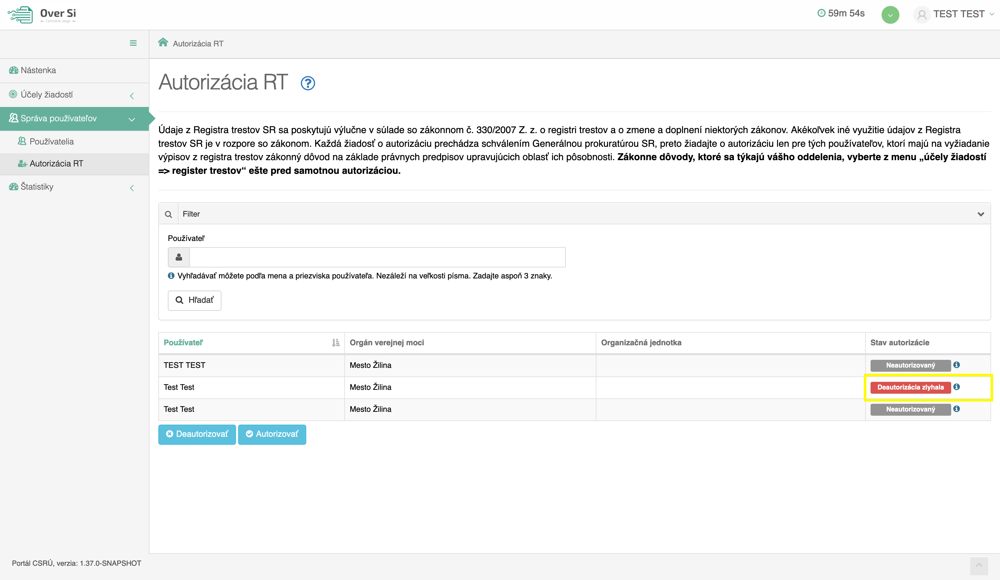 Over Si
Centrálne údaje
59m 54s
TEST TEST
Autorizácia RT
Nástenka
Účely žiadostí
Správa používateľov
Používatelia
Autorizácia RT
Štatistiky
Autorizácia RT
Údaje z Registra trestov SR sa poskytujú výlučne v súlade so zákonnom č. 330/2007 Z. z. o registri trestov a o zmene a doplnení niektorých zákonov. Akékoľvek iné využitie údajov z Registra
trestov SR je v rozpore so zákonom. Každá žiadosť o autorizáciu prechádza schválením Generálnou prokuratúrou SR, preto žiadajte o autorizáciu len pre tých používateľov, ktorí majú na vyžiadanie
výpisov z registra trestov zákonný dôvod na základe právnych predpisov upravujúcich oblasť ich pôsobnosti. Zákonne dôvody, ktoré sa týkajú vášho oddelenia, vyberte z menu „účely žiadostí
=> register trestov“ ešte pred samotnou autorizáciou.
Filter
Používateľ
Vyhľadávať môžete podľa mena a priezviska používateľa. Nezáleží na veľkosti písma. Zadajte aspoň 3 znaky.
Hľadať
Používateľ Orgán verejnej moci Organizačná jednotka Stav autorizácie
TEST TEST Mesto Žilina Neautorizovaný
Test Test Mesto Žilina Deautorizácia zlyhala
Test Test Mesto Žilina Neautorizovaný
Deautorizovať Autorizovať
Portál CSRÚ, verzia: 1.37.0-SNAPSHOT